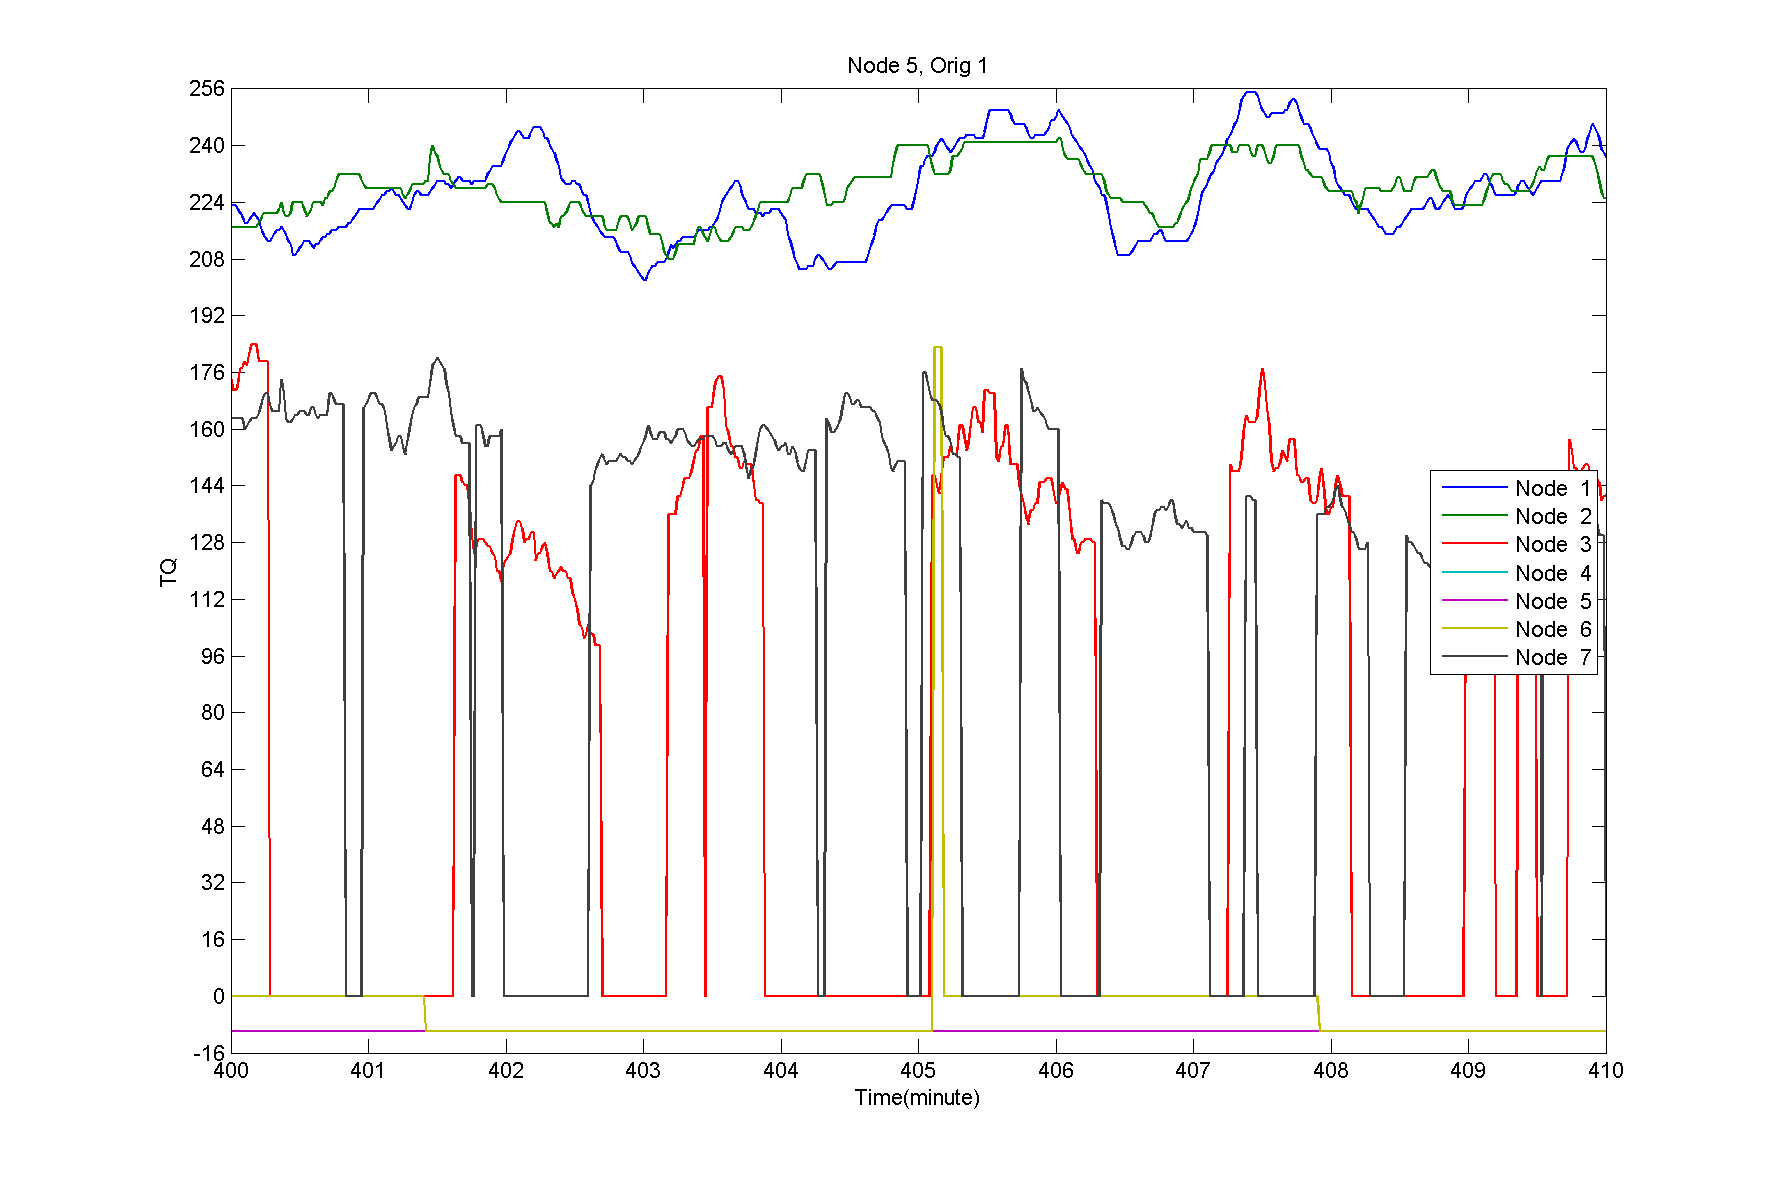 Node 5, Orig 1
256
240
224
208
192
176
160
144
128
112
96
80
64
48
32
16
0
-16
TQ
Node 1
Node 2
Node 3
Node 4
Node 5
Node 6
Node 7
400 401 402 403 404 405 406 407 408 409 410
Time(minute)